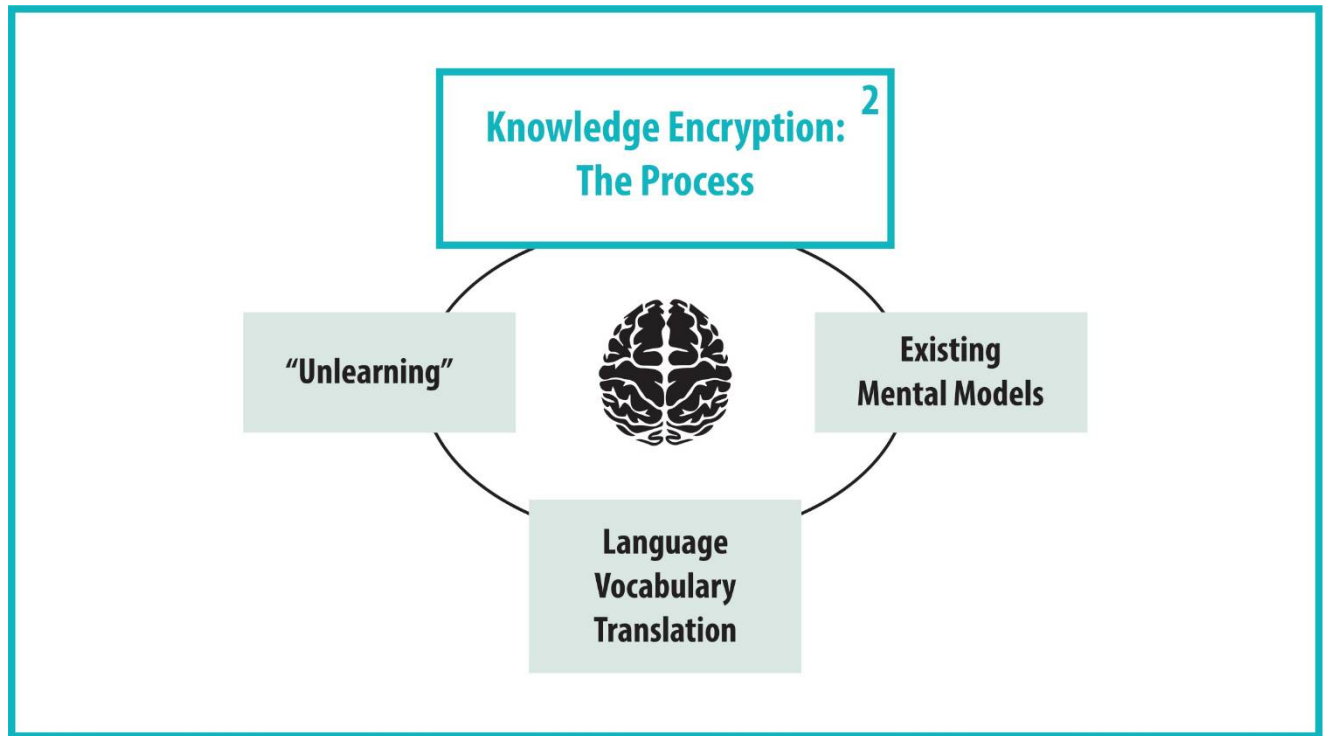 Knowledge Encryption: 2
The Process
“Unlearning”
Existing
Mental Models
Language
Vocabulary
Translation